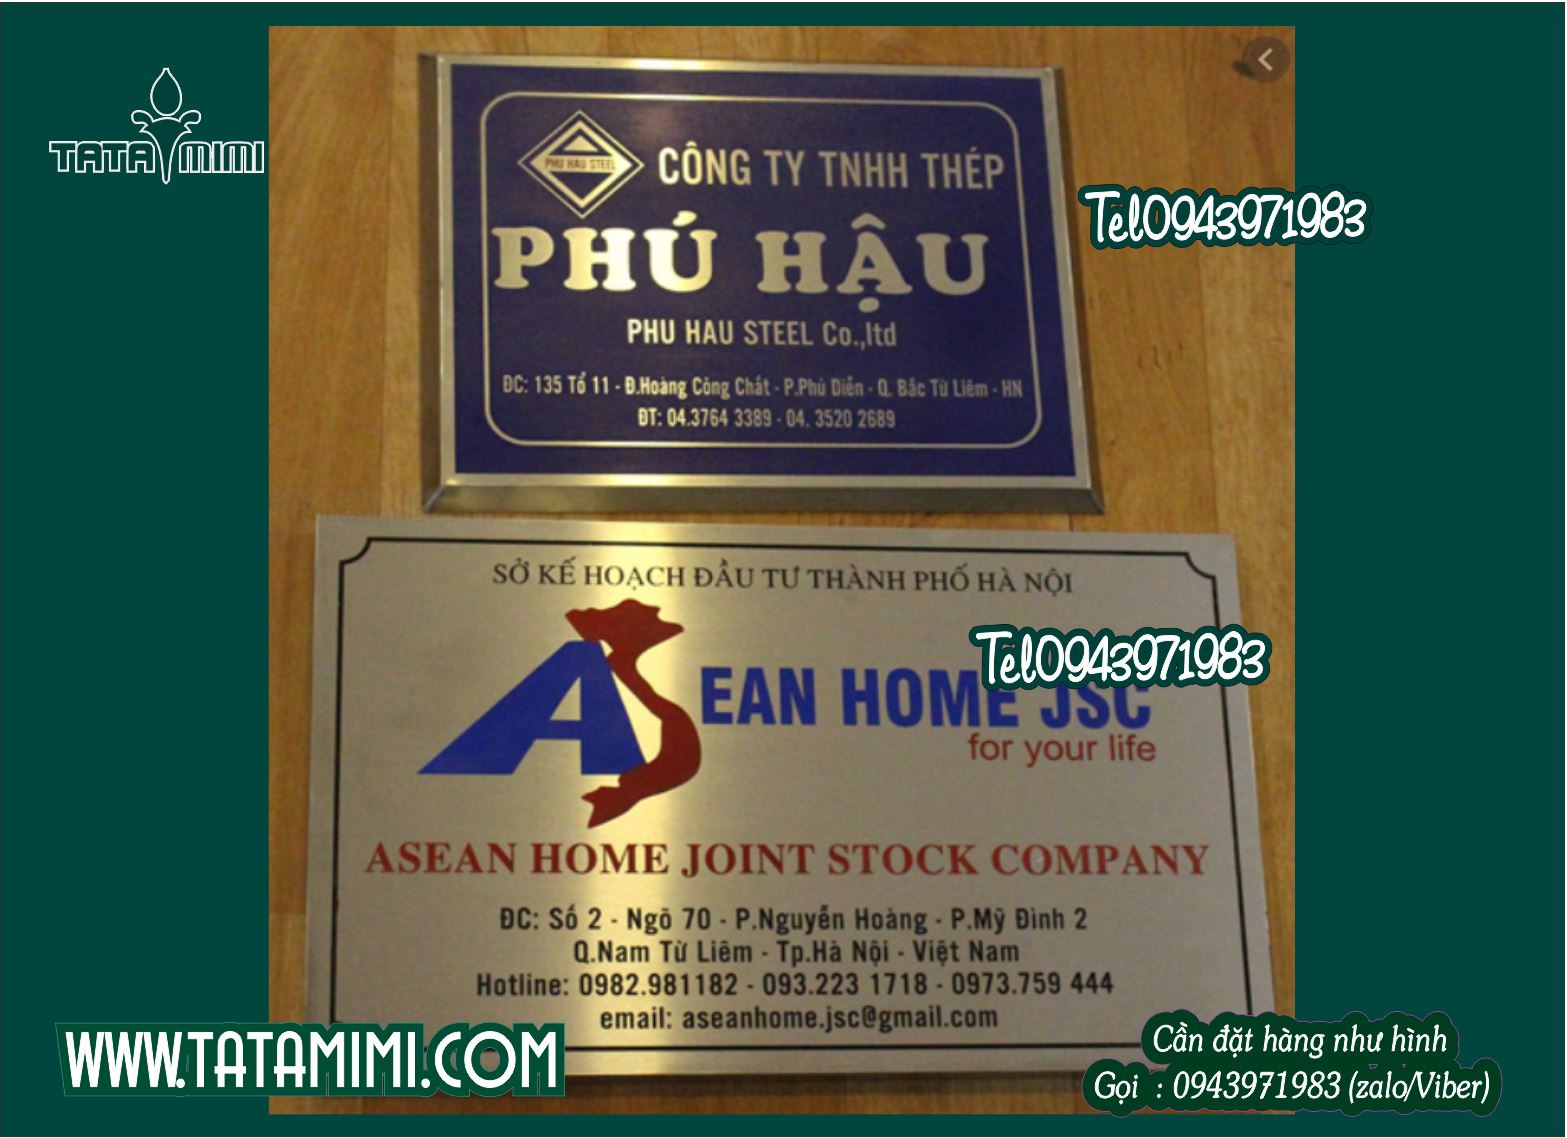 TATA MIMI
PHU HAU STEEL
CÔNG TY TNHH THÉP
Tel0943971983
PHÚ HẬU
PHU HAU STEEL Co.,ltd
ĐC: 135 Tổ 11 - Đ.Hoàng Công Chất - P.Phú Diễn - Q. Bắc Từ Liêm - HN
ĐT: 04.3764 3389 - 04. 3520 2689
SỞ KẾ HOẠCH ĐẦU TƯ THÀNH PHỐ HÀ NỘI
Tel0943971983
ASEAN HOME JSC
for your life
ASEAN HOME JOINT STOCK COMPANY
ĐC: Số 2 - Ngõ 70 - P.Nguyễn Hoàng - P.Mỹ Đình 2
Q.Nam Từ Liêm - Tp.Hà Nội - Việt Nam
Hotline: 0982.981182 - 093.223 1718 - 0973.759 444
email: aseanhome.jsc@gmail.com
WWW.TATAMIMI.COM
Cần đặt hàng như hình
Gọi : 0943971983 (zalo/Viber)